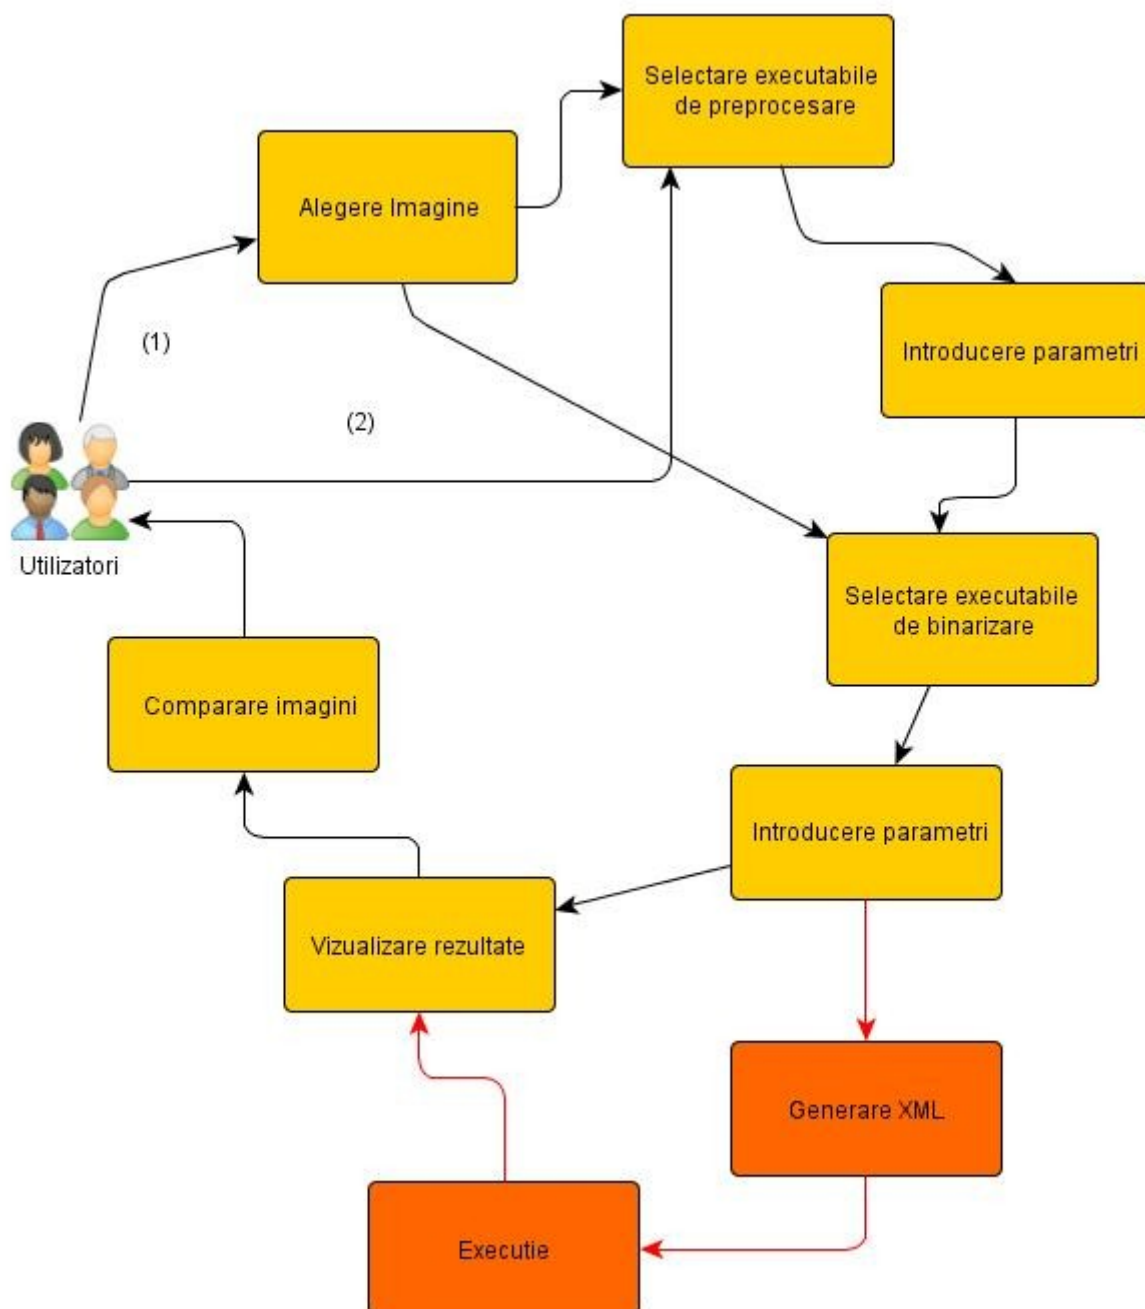 Selectare executabile
de preprocesare
Alegere Imagine
(1)
Introducere parametri
(2)
Utilizatori
Selectare executabile
de binarizare
Comparare imagini
Introducere parametri
Vizualizare rezultate
Generare XML
Executie